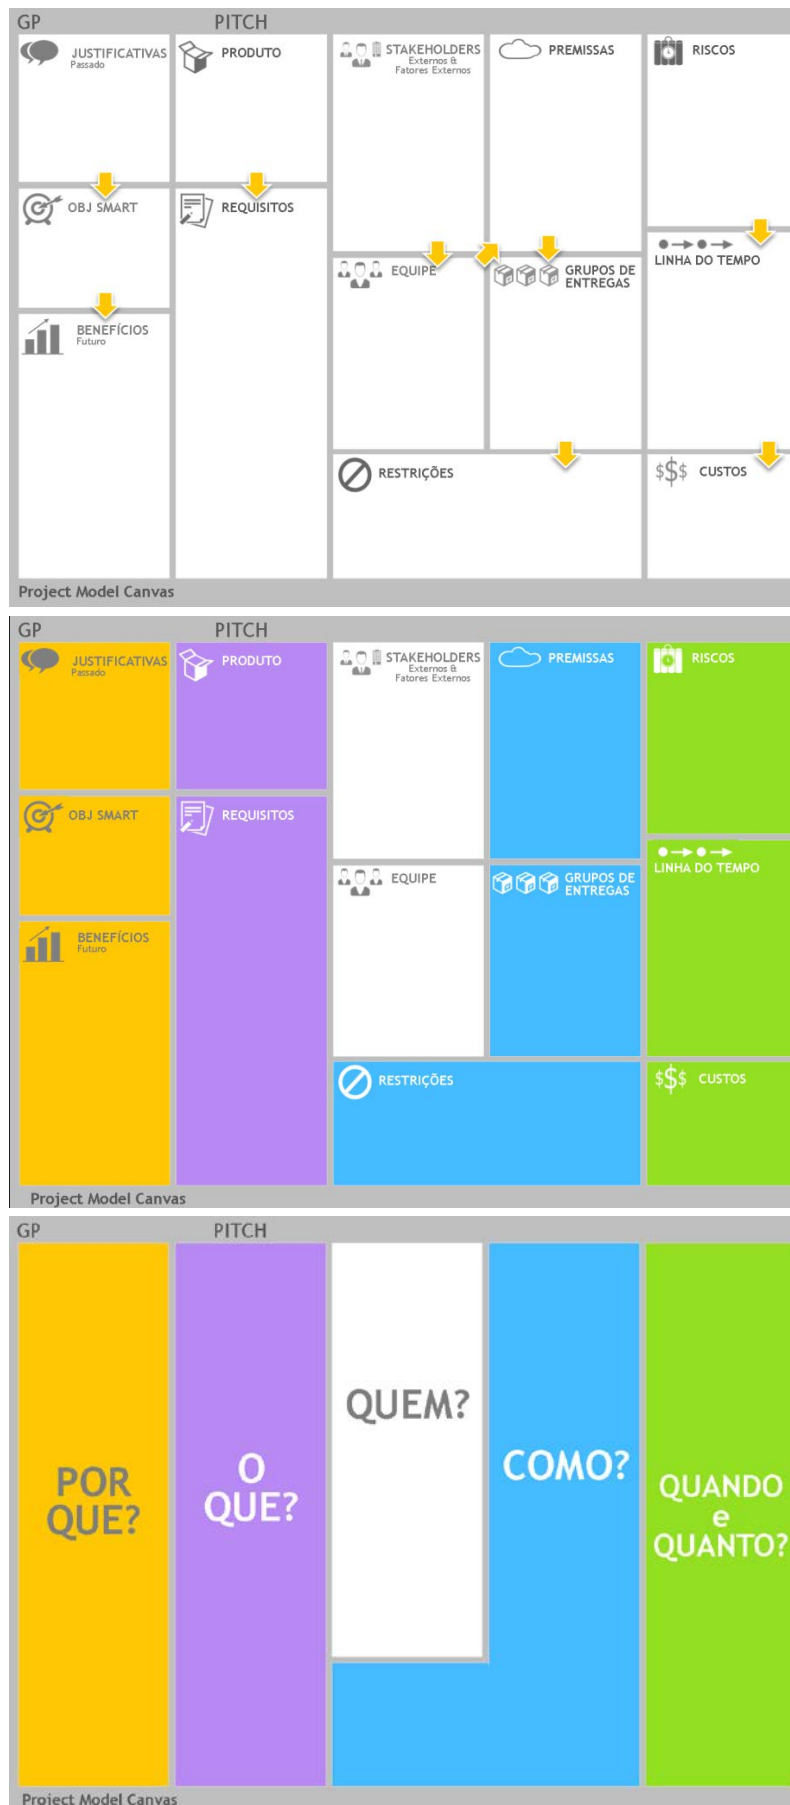 GP
PITCH
JUSTIFICATIVAS
Passado
PRODUTO
STAKEHOLDERS
Externos &
Fatores Externos
PREMISSAS
RISCOS
OBJ SMART
REQUISITOS
EQUIPE
GRUPOS DE
ENTREGAS
LINHA DO TEMPO
BENEFÍCIOS
Futuro
RESTRIÇÕES
$$$ CUSTOS
Project Model Canvas
GP
PITCH
JUSTIFICATIVAS
Passado
PRODUTO
STAKEHOLDERS
Externos &
Fatores Externos
PREMISSAS
RISCOS
OBJ SMART
REQUISITOS
EQUIPE
GRUPOS DE
ENTREGAS
LINHA DO TEMPO
BENEFÍCIOS
Futuro
RESTRIÇÕES
$$$ CUSTOS
Project Model Canvas
GP
PITCH
POR
QUE?
O
QUE?
QUEM?
COMO?
QUANDO
e
QUANTO?
Project Model Canvas